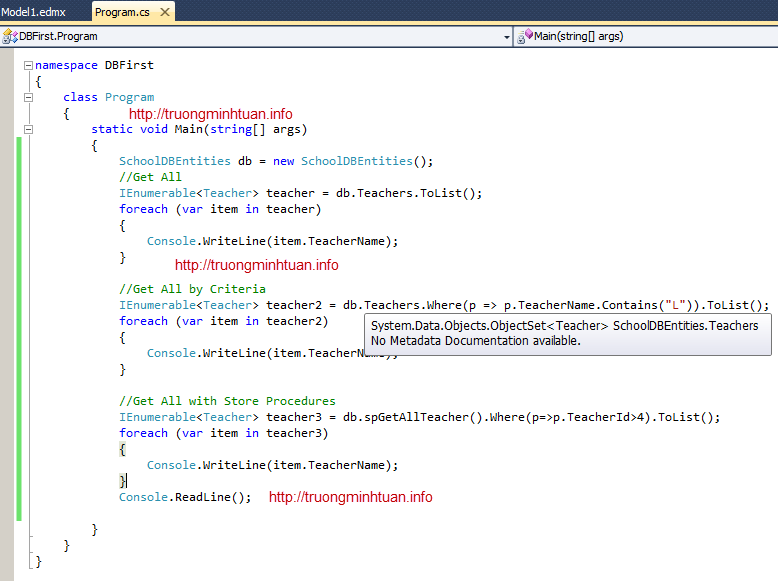 Model1.edmx Program.cs
DBFirst.Program Main(string[] args)
namespace DBFirst
{
class Program
{
http://truongminhtuan.info
static void Main(string[] args)
{
SchoolDBEntities db = new SchoolDBEntities();
//Get All
IEnumerable<Teacher> teacher = db.Teachers.ToList();
foreach (var item in teacher)
{
Console.WriteLine(item.TeacherName);
}
http://truongminhtuan.info
//Get All by Criteria
IEnumerable<Teacher> teacher2 = db.Teachers.Where(p => p.TeacherName.Contains("L")).ToList();
foreach (var item in teacher2)
System.Data.Objects.ObjectSet<Teacher> SchoolDBEntities.Teachers
No Metadata Documentation available.
{
Console.WriteLine(item.TeacherName);
}
//Get All with Store Procedures
IEnumerable<Teacher> teacher3 = db.spGetAllTeacher().Where(p=>p.TeacherId>4).ToList();
foreach (var item in teacher3)
{
Console.WriteLine(item.TeacherName);
}
Console.ReadLine(); http://truongminhtuan.info
}
}
}